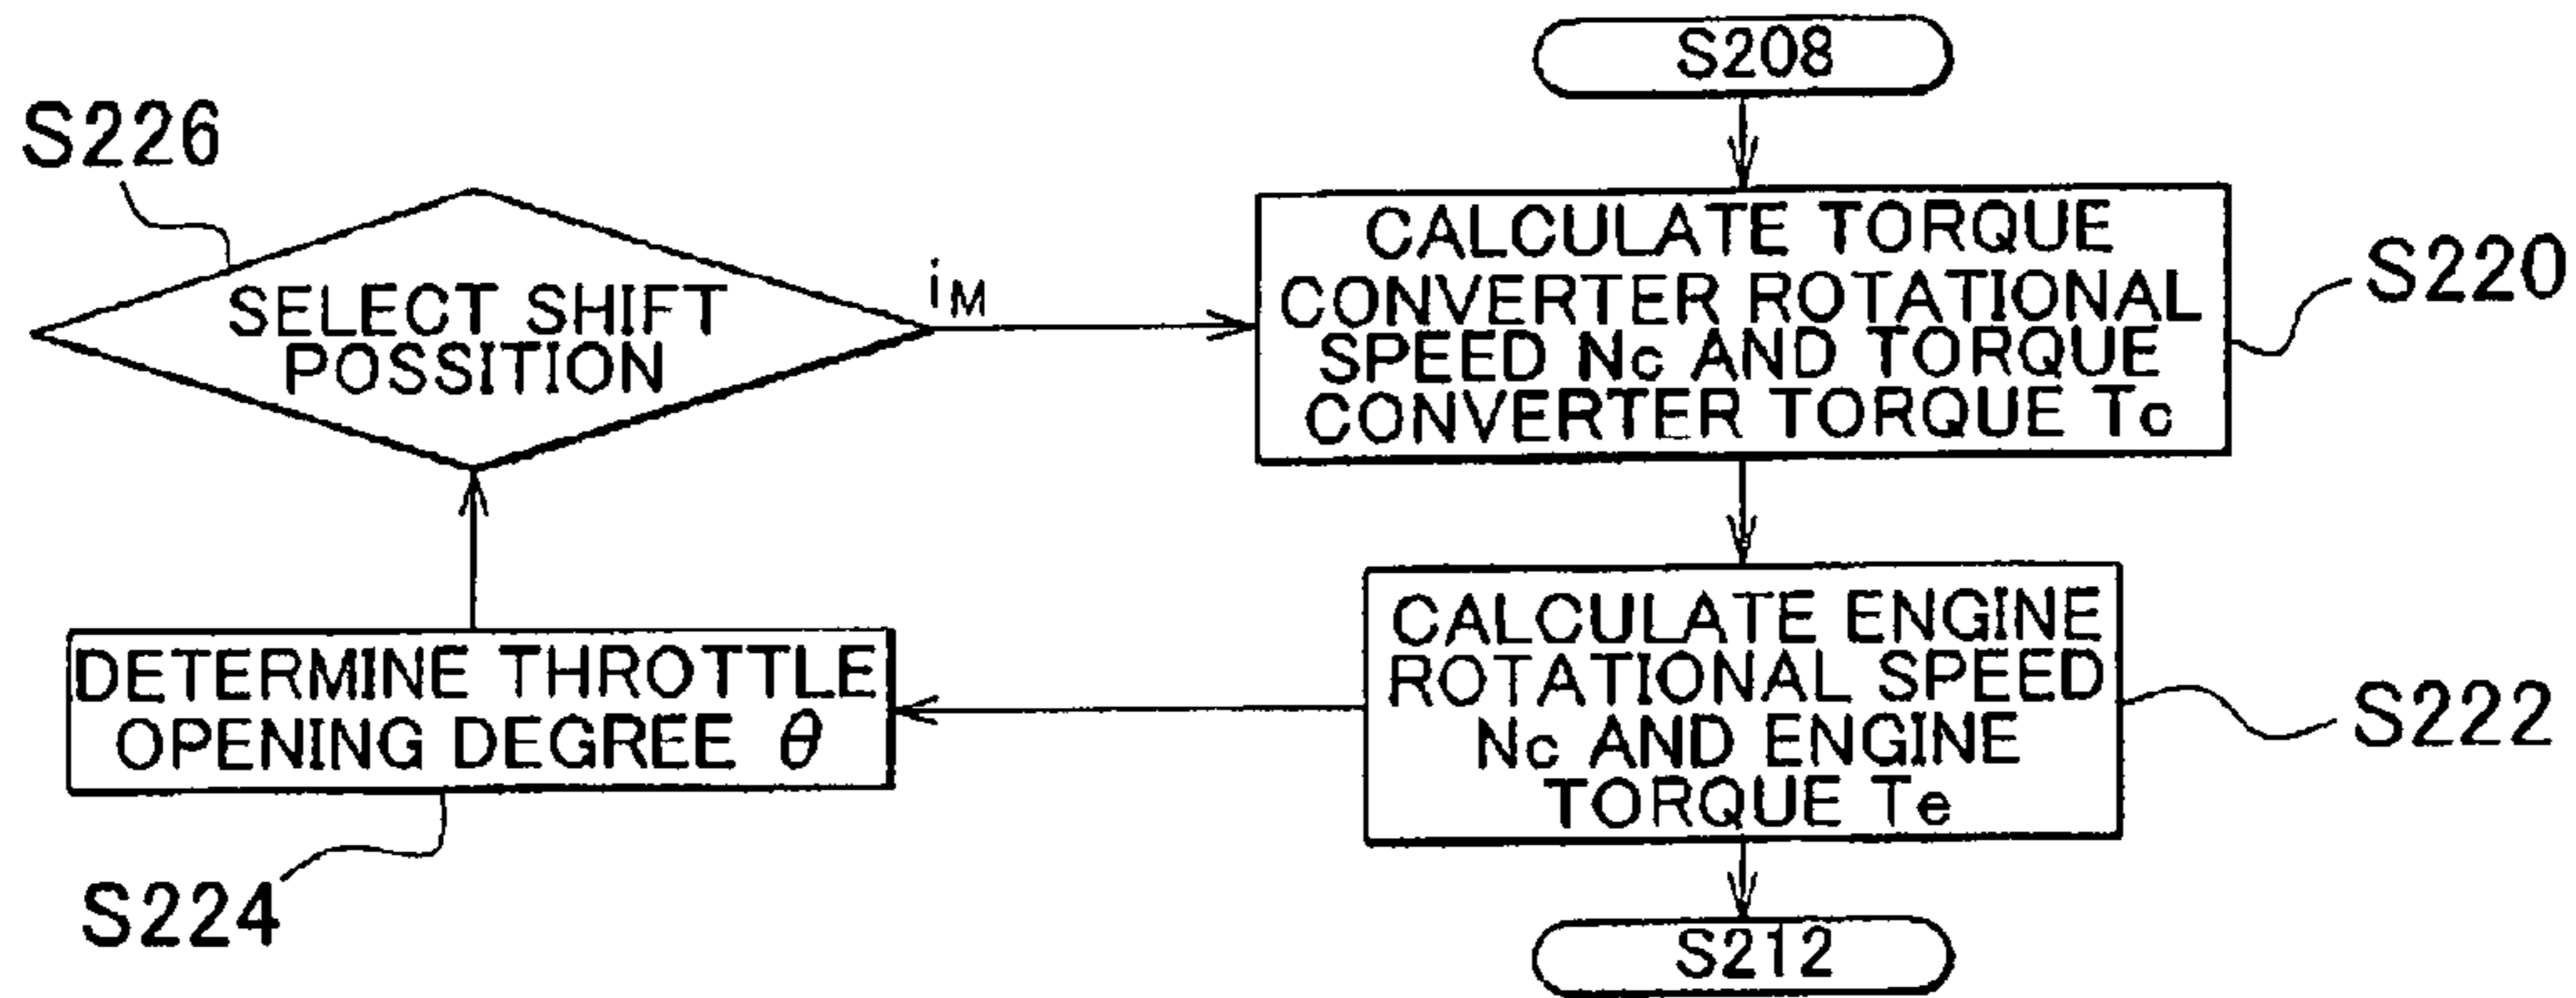 S208
S226
SELECT SHIFT
POSSITION
iM
CALCULATE TORQUE
CONVERTER ROTATIONAL
SPEED Nc AND TORQUE
CONVERTER TORQUE Tc
S220
CALCULATE ENGINE
ROTATIONAL SPEED
Nc AND ENGINE
TORQUE Te
S222
DETERMINE THROTTLE
OPENING DEGREE θ
S224
S212